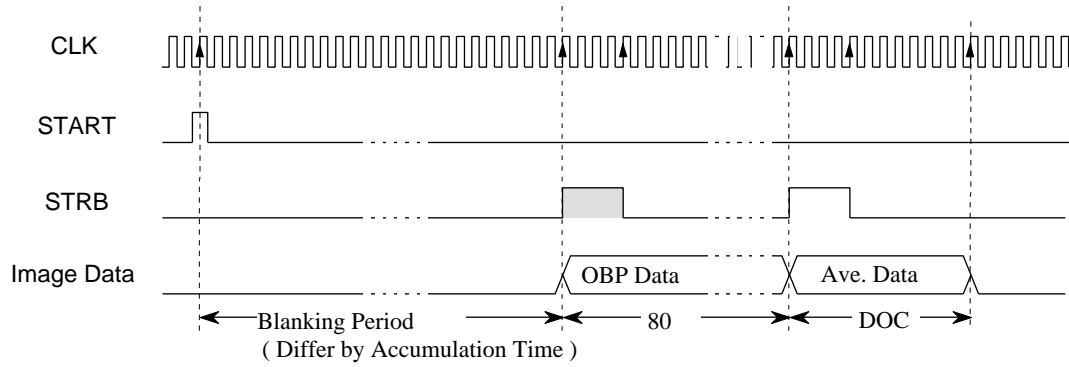 CLK
START
STRB
Image Data
OBP Data
Ave. Data
Blanking Period
80
DOC
( Differ by Accumulation Time )